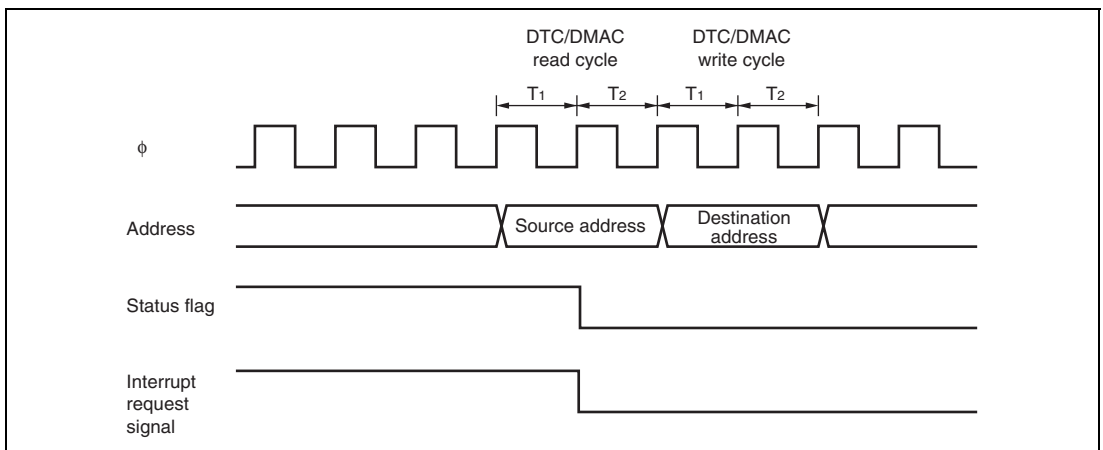 DTC/DMAC DTC/DMAC
read cycle write cycle
T1 T2 T1 T2
ϕ
Address
Source address
Destination
address
Status flag
Interrupt
request
signal